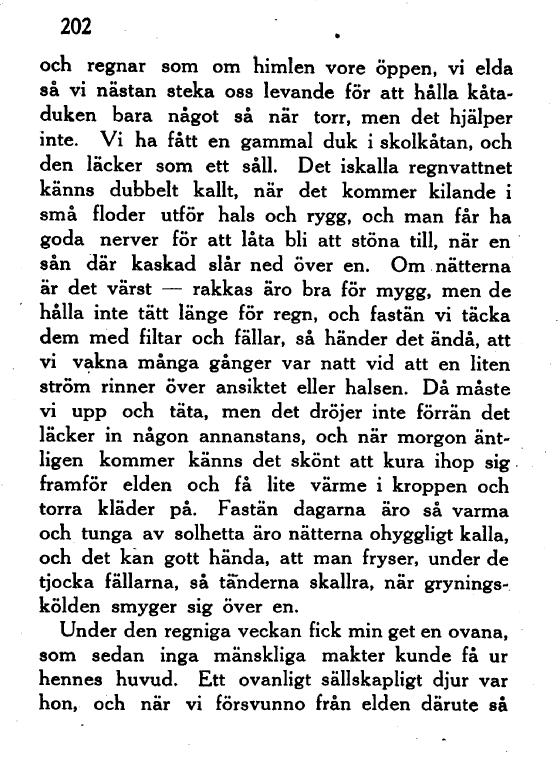 202
och regnar som om himlen vore öppen, vi elda
så vi nästan steka oss levande för att hålla kåta-
duken bara något så när torr, men det hjälper
inte. Vi ha fått en gammal duk i skolkåtan, och
den läcker som ett såll. Det iskalla regnvattnet
känns dubbelt kallt, när det kommer kilande i
små floder utför hals och rygg, och man får ha
goda nerver för att låta bli att stöna till, när en
sån där kaskad slår ned över en. Om nätterna
är det värst — rakkas äro bra för mygg, men de
hålla inte tätt länge för regn, och fastän vi täcka
dem med filtar och fällar, så händer det ändå, att
vi vakna många gånger var natt vid att en liten
ström rinner över ansiktet eller halsen. Då måste
vi upp och täta, men det dröjer inte förrän det
läcker in någon annanstans, och när morgon änt-
ligen kommer känns det skönt att kura ihop sig
framför elden och få lite värme i kroppen och
torra kläder på. Fastän dagarna äro så varma
och tunga av solhetta äro nätterna ohyggligt kalla,
och det kan gott hända, att man fryser, under de
tjocka fällarna, så tänderna skallra, när grynings-
kölden smyger sig över en.
Under den regniga veckan fick min get en ovana,
som sedan inga mänskliga makter kunde få ur
hennes huvud. Ett ovanligt sällskapligt djur var
hon, och när vi försvunno från elden därute så